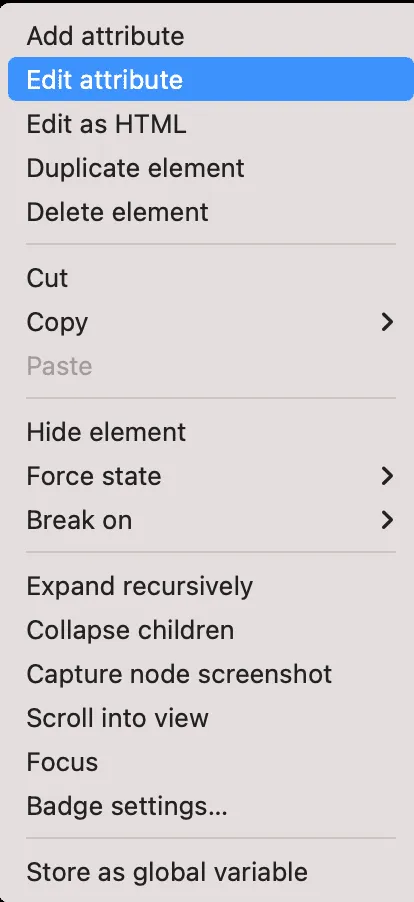 Add attribute
Edit attribute
Edit as HTML
Duplicate element
Delete element
Cut
Copy
Paste
Hide element
Force state
Break on
Expand recursively
Collapse children
Capture node screenshot
Scroll into view
Focus
Badge settings...
Store as global variable